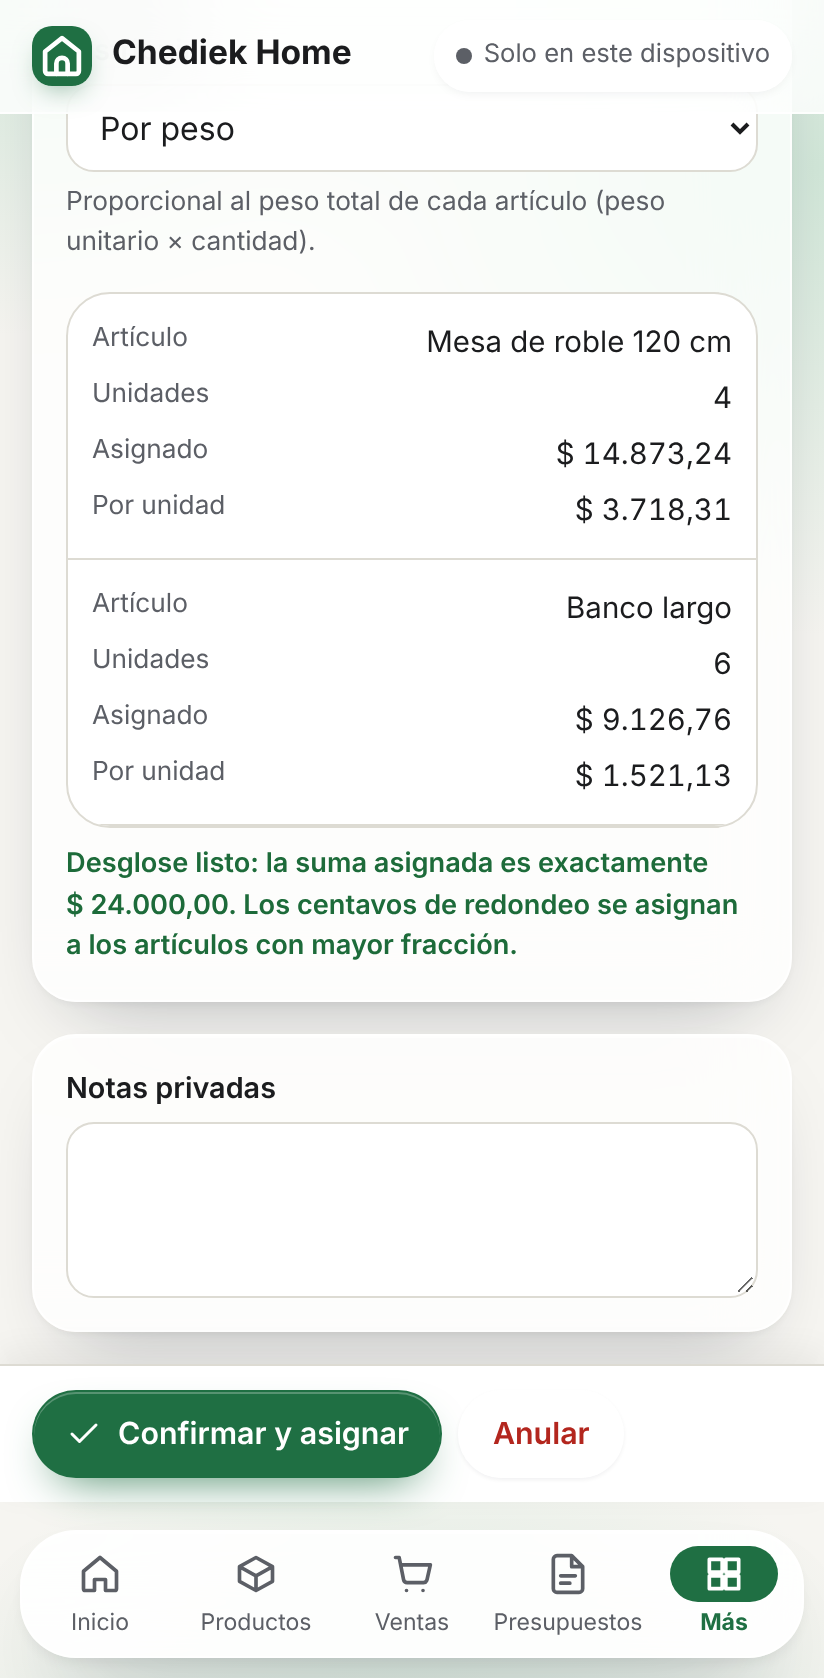 Chediek Home
Solo en este dispositivo
Por peso
Proporcional al peso total de cada artículo (peso
unitario × cantidad).
Artículo Mesa de roble 120 cm
Unidades 4
Asignado $ 14.873,24
Por unidad $ 3.718,31
Artículo Banco largo
Unidades 6
Asignado $ 9.126,76
Por unidad $ 1.521,13
Desglose listo: la suma asignada es exactamente
$ 24.000,00. Los centavos de redondeo se asignan
a los artículos con mayor fracción.
Notas privadas
Confirmar y asignar
Anular
Inicio
Productos
Ventas
Presupuestos
Más